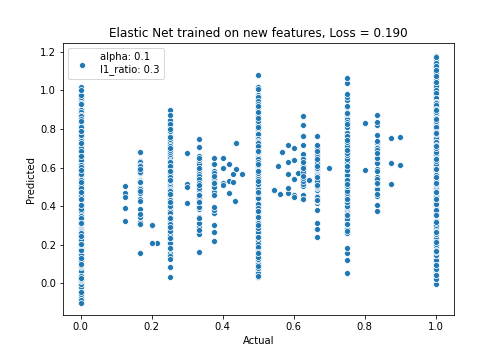 Elastic Net trained on new features, Loss = 0.190
alpha: 0.1
l1_ratio: 0.3
1.2
1.0
0.8
0.6
0.4
0.2
0.0
Predicted
0.0 0.2 0.4 0.6 0.8 1.0
Actual